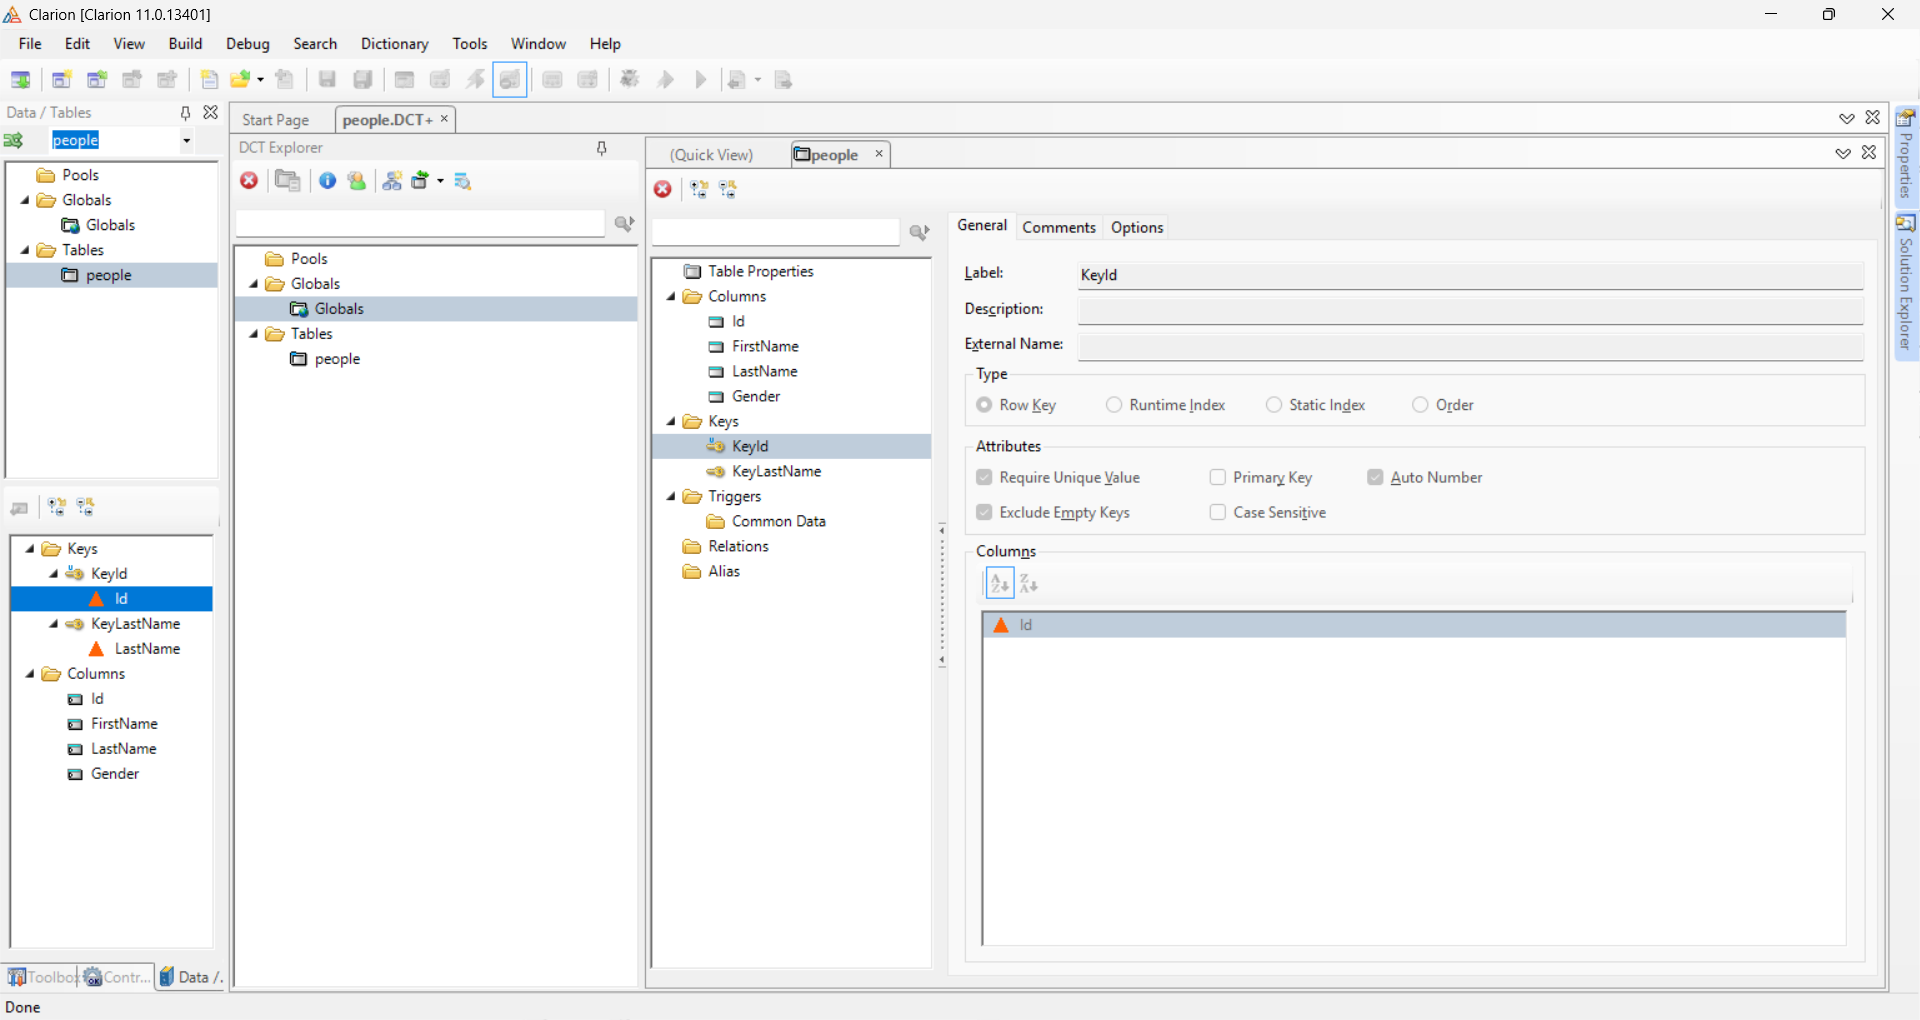 Clarion [Clarion 11.0.13401]
File Edit View Build Debug Search Dictionary Tools Window Help
Data / Tables
people
Pools
Globals
Globals
Tables
people
Keys
KeyId
Id
KeyLastName
LastName
Columns
Id
FirstName
LastName
Gender
Toolbox Contr... Data /.
Start Page people.DCT+
DCT Explorer
Pools
Globals
Globals
Tables
people
(Quick View) people
Table Properties
Columns
Id
FirstName
LastName
Gender
Keys
KeyId
KeyLastName
Triggers
Common Data
Relations
Alias
General Comments Options
Label: KeyId
Description:
External Name:
Type
Row Key Runtime Index Static Index Order
Attributes
Require Unique Value Primary Key Auto Number
Exclude Empty Keys Case Sensitive
Columns
Id
Properties
Solution Explorer
Done